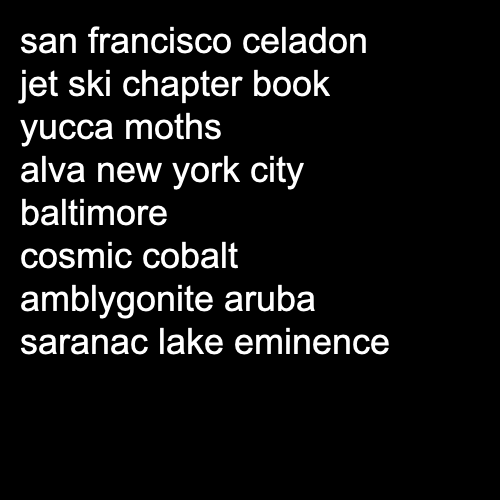 san francisco celadon
jet ski chapter book
yucca moths
alva new york city
baltimore
cosmic cobalt
amblygonite aruba
saranac lake eminence